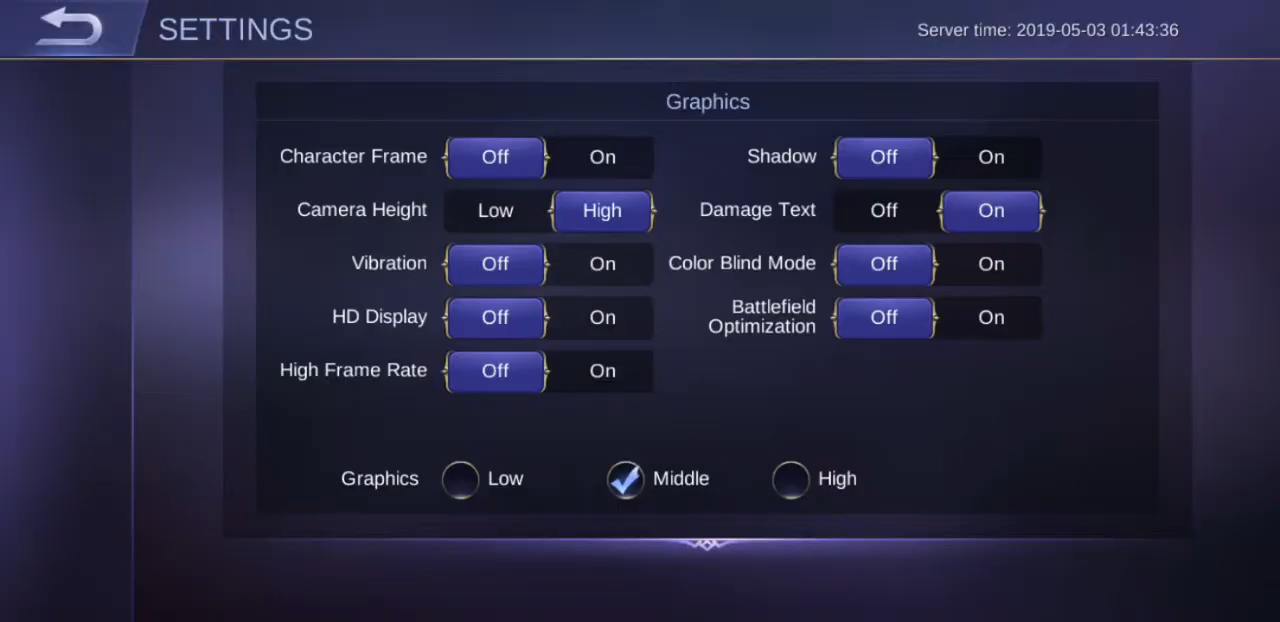 SETTINGS
Server time: 2019-05-03 01:43:36
Graphics
Character Frame Off On Shadow Off On
Camera Height Low High Damage Text Off On
Vibration Off On Color Blind Mode Off On
HD Display Off On Battlefield Optimization Off On
High Frame Rate Off On
Graphics Low Middle High